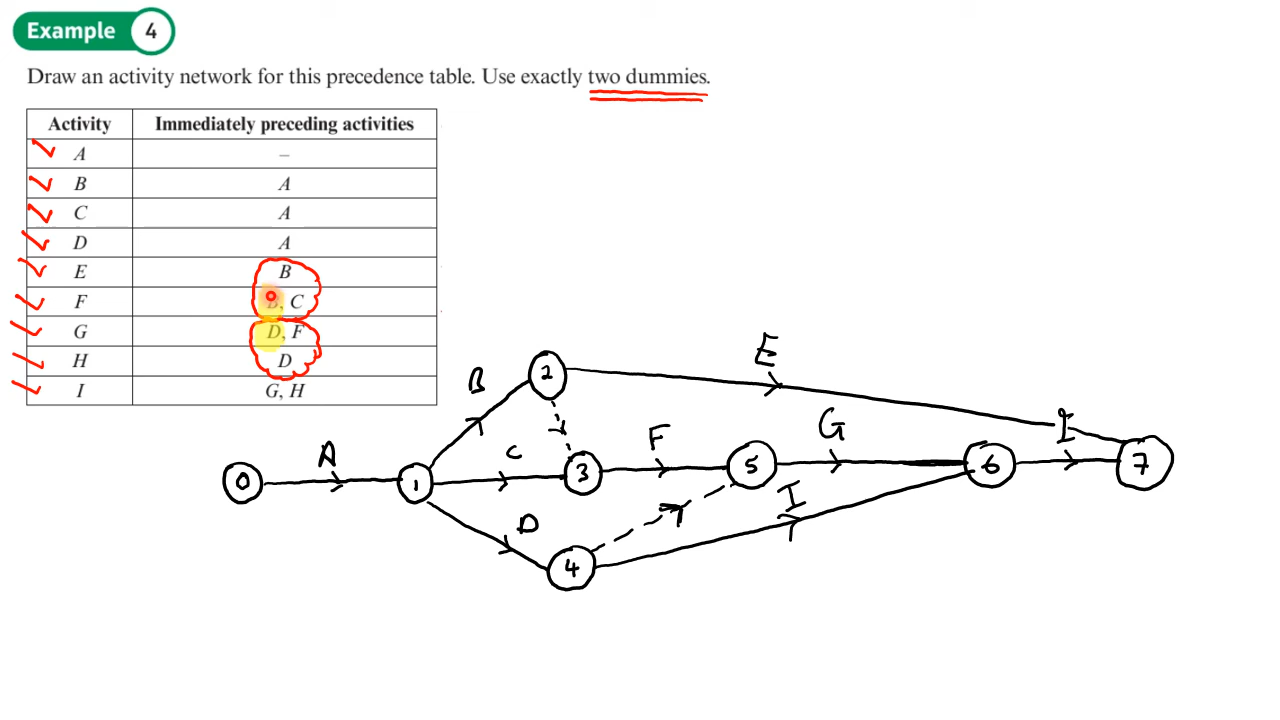 Example 4
Draw an activity network for this precedence table. Use exactly two dummies.
Activity Immediately preceding activities
A –
B A
C A
D A
E B
F B, C
G D, F
H D
I G, H
E
B 2
I
A C F G
0 1 3 5 6 7
I
D
4